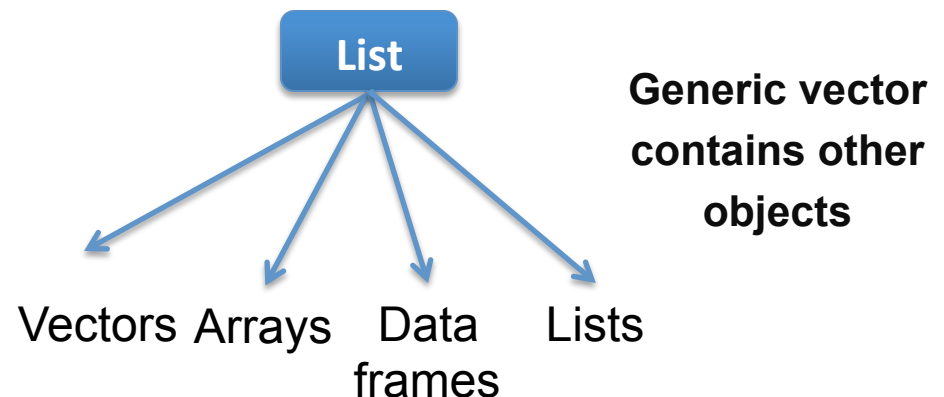 List
Generic vector
contains other
objects
Vectors Arrays Data Lists
frames